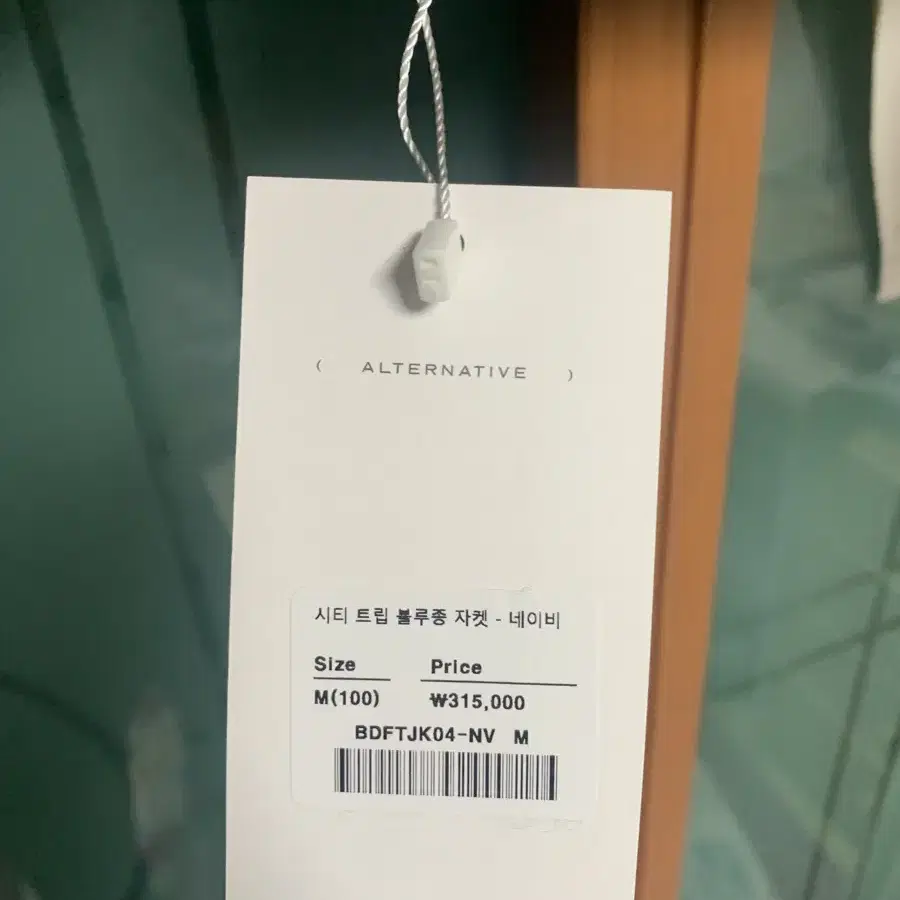 ( ALTERNATIVE )
시티 트립 블루종 자켓 - 네이비
Size Price
M(100) ₩315,000
BDFTJK04-NV M